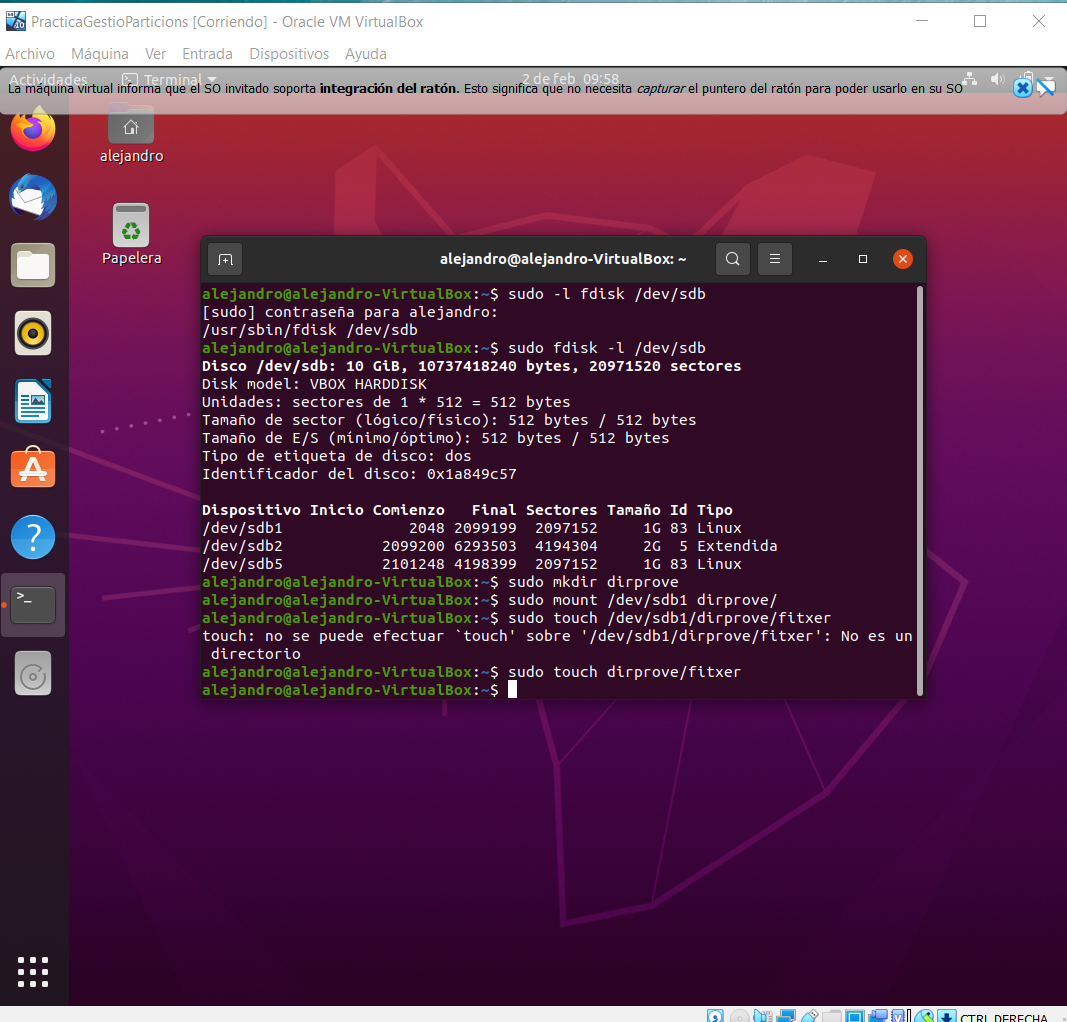 PracticaGestioParticions [Corriendo] - Oracle VM VirtualBox
Archivo Máquina Ver Entrada Dispositivos Ayuda
Actividades Terminal 2 de feb 09:58
La máquina virtual informa que el SO invitado soporta integración del ratón. Esto significa que no necesita capturar el puntero del ratón para poder usarlo en su SO
alejandro
Papelera
alejandro@alejandro-VirtualBox: ~
alejandro@alejandro-VirtualBox:~$ sudo -l fdisk /dev/sdb
[sudo] contraseña para alejandro:
/usr/sbin/fdisk /dev/sdb
alejandro@alejandro-VirtualBox:~$ sudo fdisk -l /dev/sdb
Disco /dev/sdb: 10 GiB, 10737418240 bytes, 20971520 sectores
Disk model: VBOX HARDDISK
Unidades: sectores de 1 * 512 = 512 bytes
Tamaño de sector (lógico/físico): 512 bytes / 512 bytes
Tamaño de E/S (mínimo/óptimo): 512 bytes / 512 bytes
Tipo de etiqueta de disco: dos
Identificador del disco: 0x1a849c57
Dispositivo Inicio Comienzo Final Sectores Tamaño Id Tipo
/dev/sdb1 2048 2099199 2097152 1G 83 Linux
/dev/sdb2 2099200 6293503 4194304 2G 5 Extendida
/dev/sdb5 2101248 4198399 2097152 1G 83 Linux
alejandro@alejandro-VirtualBox:~$ sudo mkdir dirprove
alejandro@alejandro-VirtualBox:~$ sudo mount /dev/sdb1 dirprove/
alejandro@alejandro-VirtualBox:~$ sudo touch /dev/sdb1/dirprove/fitxer
touch: no se puede efectuar `touch' sobre '/dev/sdb1/dirprove/fitxer': No es un
directorio
alejandro@alejandro-VirtualBox:~$ sudo touch dirprove/fitxer
alejandro@alejandro-VirtualBox:~$
CTRL DERECHA